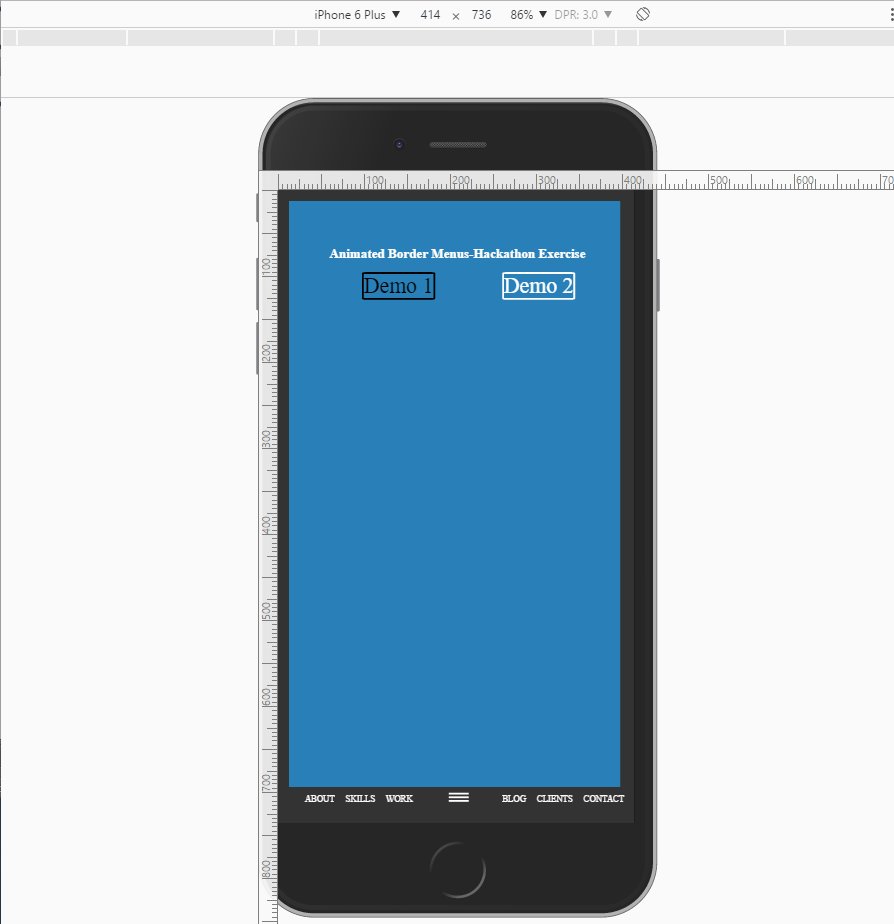 iPhone 6 Plus ▼ 414 × 736 86% ▼ DPR: 3.0 ▼
100 200 300 400 500 600 70
100
200
300
400
500
600
700
800
Animated Border Menus-Hackathon Exercise
Demo 1 Demo 2
ABOUT SKILLS WORK BLOG CLIENTS CONTACT